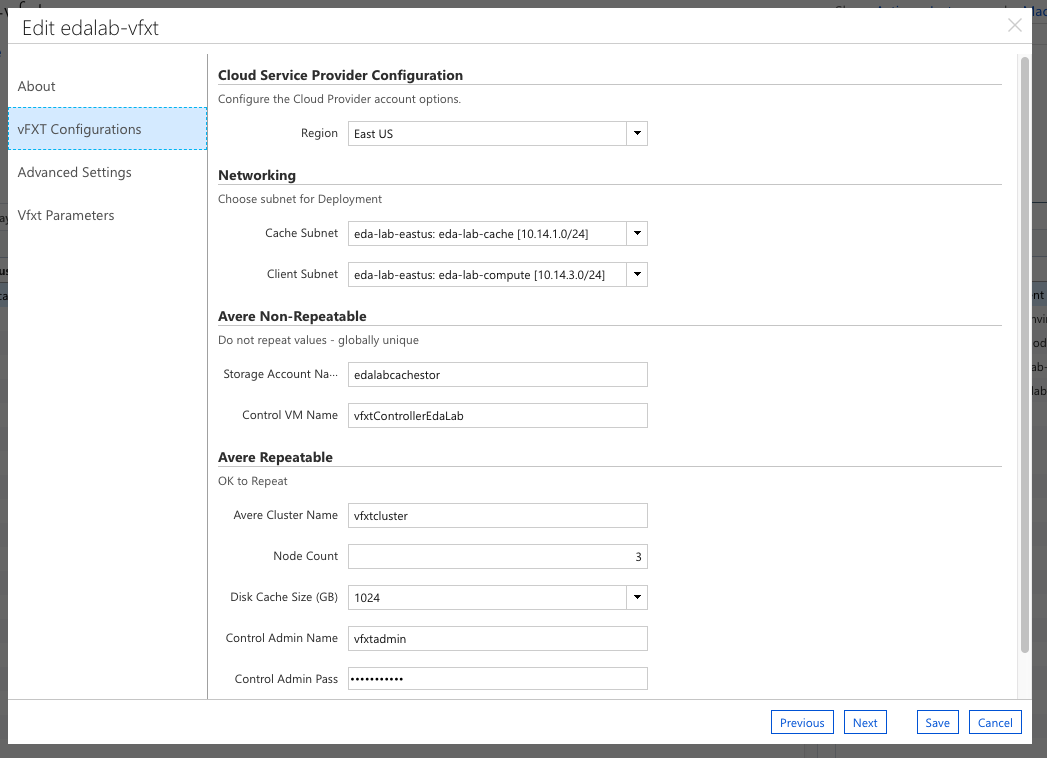 Edit edalab-vfxt
About
vFXT Configurations
Advanced Settings
Vfxt Parameters
Cloud Service Provider Configuration
Configure the Cloud Provider account options.
Region East US
Networking
Choose subnet for Deployment
Cache Subnet eda-lab-eastus: eda-lab-cache [10.14.1.0/24]
Client Subnet eda-lab-eastus: eda-lab-compute [10.14.3.0/24]
Avere Non-Repeatable
Do not repeat values - globally unique
Storage Account Na... edalabcachestor
Control VM Name vfxtControllerEdaLab
Avere Repeatable
OK to Repeat
Avere Cluster Name vfxtcluster
Node Count 3
Disk Cache Size (GB) 1024
Control Admin Name vfxtadmin
Control Admin Pass •••••••••••
Previous Next Save Cancel